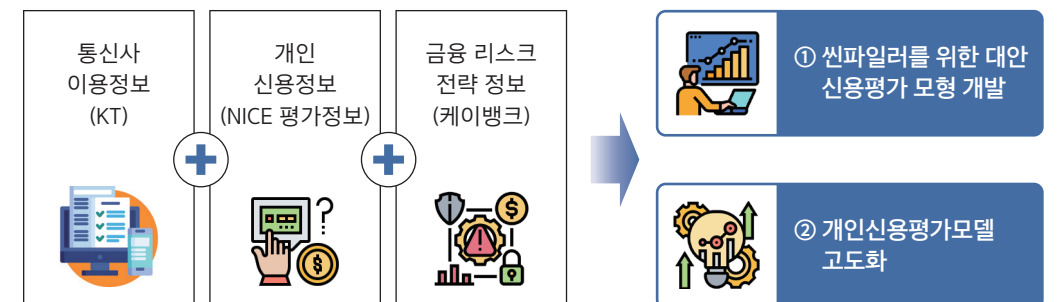 통신사
이용정보
(KT)
개인
신용정보
(NICE 평가정보)
금융 리스크
전략 정보
(케이뱅크)
① 씬파일러를 위한 대안
신용평가 모형 개발
② 개인신용평가모델
고도화